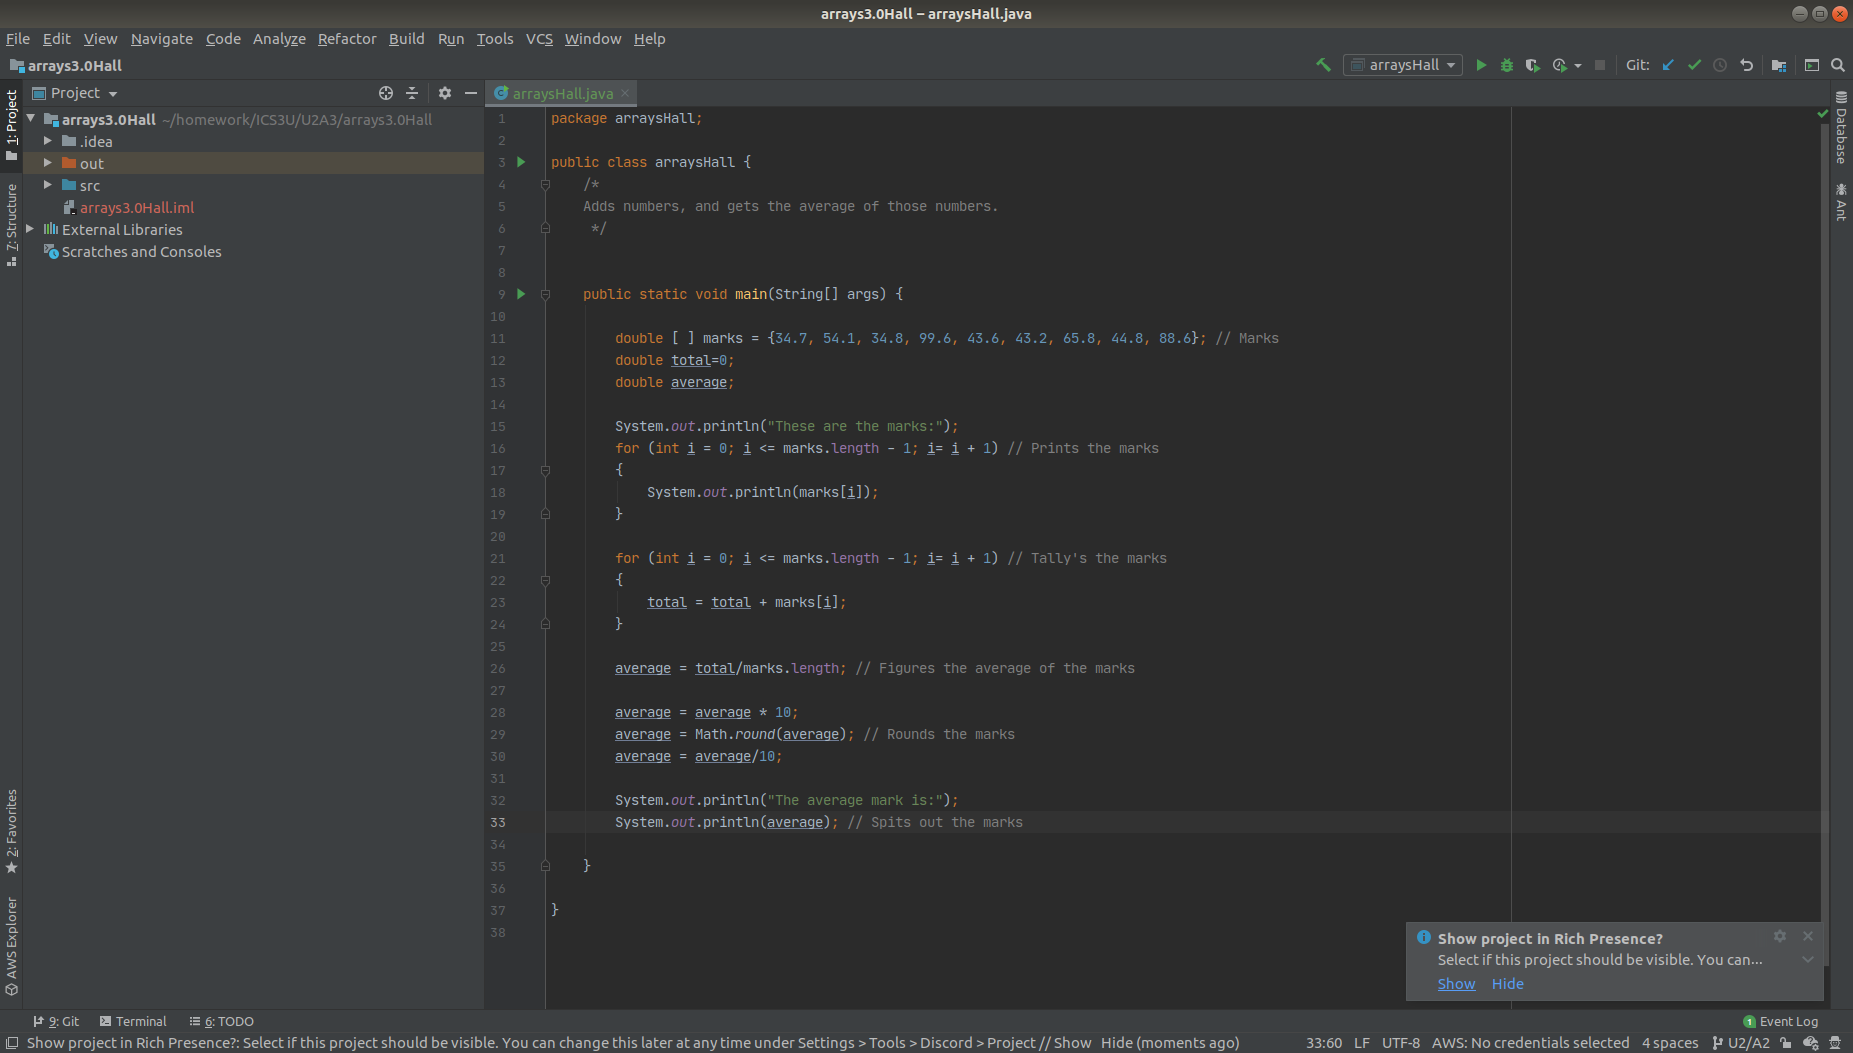 arrays3.0Hall – arraysHall.java
File Edit View Navigate Code Analyze Refactor Build Run Tools VCS Window Help
arrays3.0Hall
arraysHall
Git:
1: Project
7: Structure
2: Favorites
AWS Explorer
Project
arrays3.0Hall ~/homework/ICS3U/U2A3/arrays3.0Hall
.idea
out
src
arrays3.0Hall.iml
External Libraries
Scratches and Consoles
arraysHall.java
1 package arraysHall;
2
3 public class arraysHall {
4 /*
5 Adds numbers, and gets the average of those numbers.
6 */
7
8
9 public static void main(String[] args) {
10
11 double [ ] marks = {34.7, 54.1, 34.8, 99.6, 43.6, 43.2, 65.8, 44.8, 88.6}; // Marks
12 double total=0;
13 double average;
14
15 System.out.println("These are the marks:");
16 for (int i = 0; i <= marks.length - 1; i= i + 1) // Prints the marks
17 {
18 System.out.println(marks[i]);
19 }
20
21 for (int i = 0; i <= marks.length - 1; i= i + 1) // Tally's the marks
22 {
23 total = total + marks[i];
24 }
25
26 average = total/marks.length; // Figures the average of the marks
27
28 average = average * 10;
29 average = Math.round(average); // Rounds the marks
30 average = average/10;
31
32 System.out.println("The average mark is:");
33 System.out.println(average); // Spits out the marks
34
35 }
36
37 }
38
Database
Ant
Show project in Rich Presence?
Select if this project should be visible. You can...
Show Hide
9: Git Terminal 6: TODO
1 Event Log
Show project in Rich Presence?: Select if this project should be visible. You can change this later at any time under Settings > Tools > Discord > Project // Show Hide (moments ago)
33:60 LF UTF-8 AWS: No credentials selected 4 spaces U2/A2